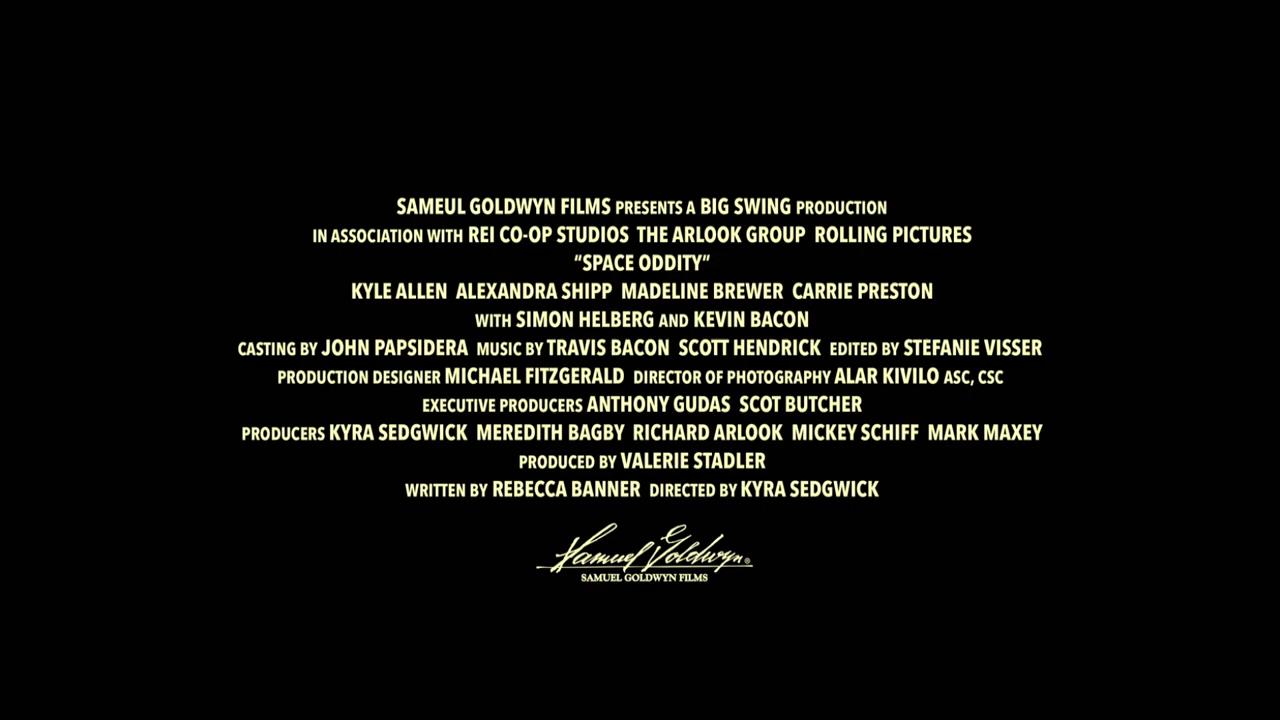 SAMEUL GOLDWYN FILMS PRESENTS A BIG SWING PRODUCTION
IN ASSOCIATION WITH REI CO-OP STUDIOS THE ARLOOK GROUP ROLLING PICTURES
“SPACE ODDITY”
KYLE ALLEN ALEXANDRA SHIPP MADELINE BREWER CARRIE PRESTON
WITH SIMON HELBERG AND KEVIN BACON
CASTING BY JOHN PAPSIDERA MUSIC BY TRAVIS BACON SCOTT HENDRICK EDITED BY STEFANIE VISSER
PRODUCTION DESIGNER MICHAEL FITZGERALD DIRECTOR OF PHOTOGRAPHY ALAR KIVILO ASC, CSC
EXECUTIVE PRODUCERS ANTHONY GUDAS SCOT BUTCHER
PRODUCERS KYRA SEDGWICK MEREDITH BAGBY RICHARD ARLOOK MICKEY SCHIFF MARK MAXEY
PRODUCED BY VALERIE STADLER
WRITTEN BY REBECCA BANNER DIRECTED BY KYRA SEDGWICK
Samuel Goldwyn®
SAMUEL GOLDWYN FILMS